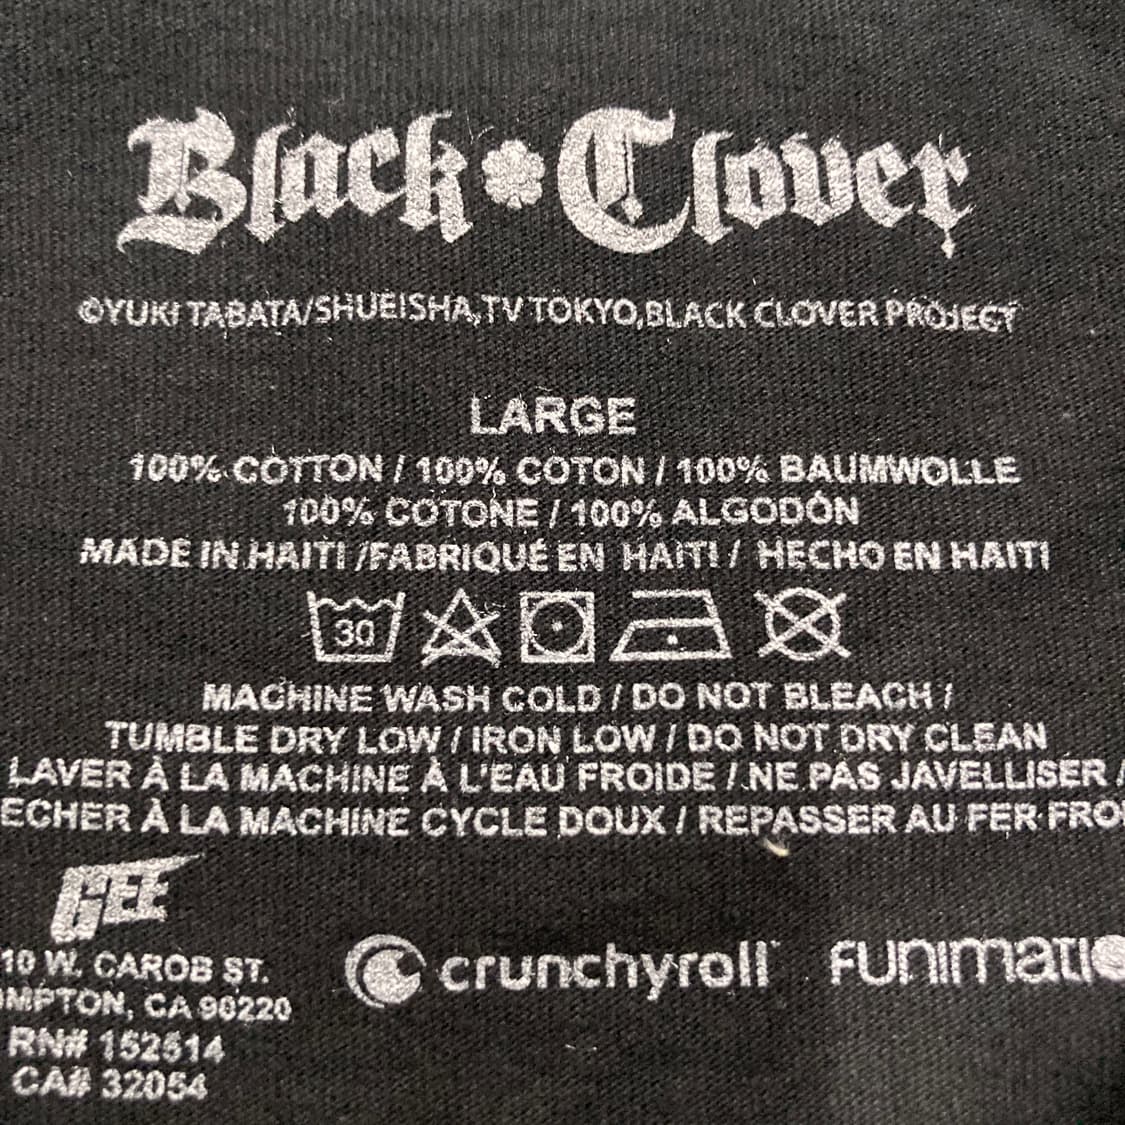 Black Clover
©YUKI TABATA/SHUEISHA,TV TOKYO,BLACK CLOVER PROJECT
LARGE
100% COTTON / 100% COTON / 100% BAUMWOLLE
100% COTONE / 100% ALGODÓN
MADE IN HAITI /FABRIQUÉ EN HAITI / HECHO EN HAITI
30
MACHINE WASH COLD / DO NOT BLEACH /
TUMBLE DRY LOW / IRON LOW / DO NOT DRY CLEAN
LAVER À LA MACHINE À L'EAU FROIDE / NE PAS JAVELLISER /
ECHER À LA MACHINE CYCLE DOUX / REPASSER AU FER FRO
GEE
10 W. CAROB ST.
OMPTON, CA 90220
RN# 152514
CA# 32054
crunchyroll
FUNIMATIO